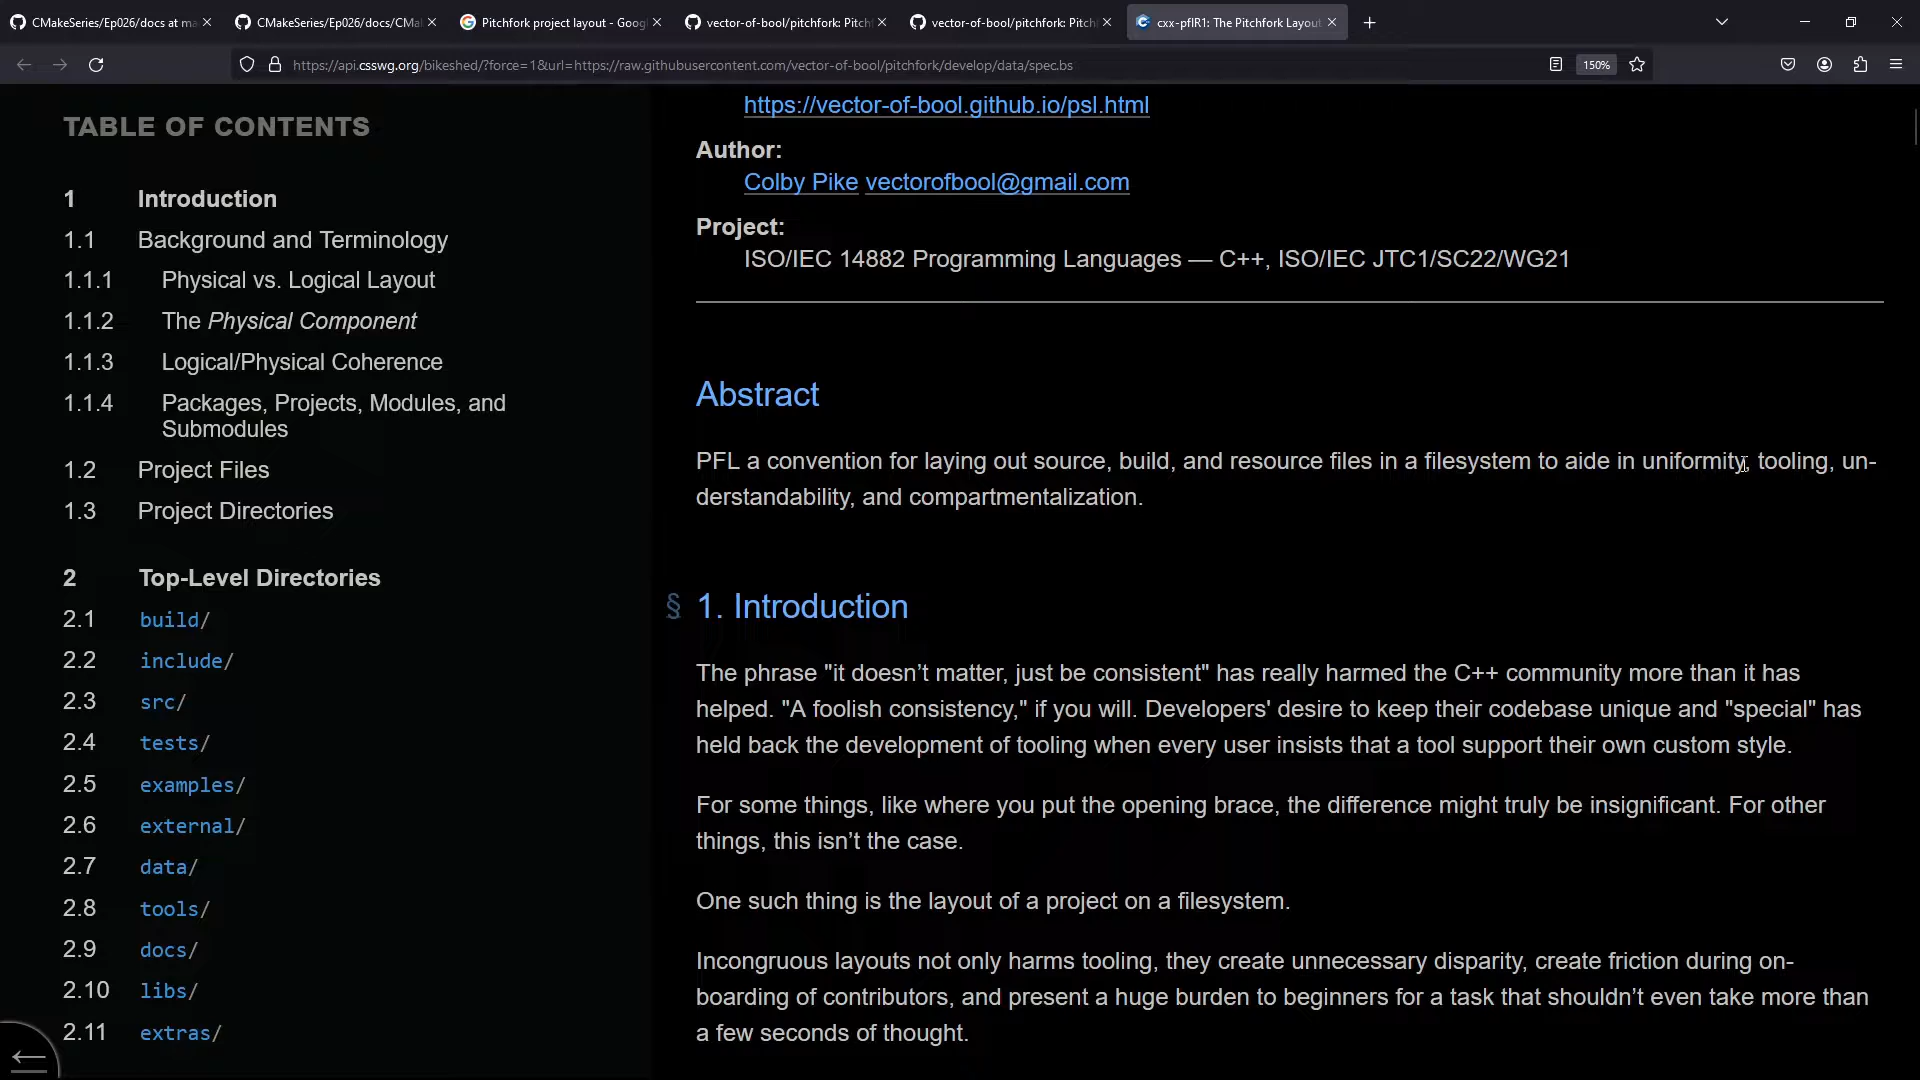 CMakeSeries/Ep026/docs at ma
CMakeSeries/Ep026/docs/CMa
Pitchfork project layout - Goog
vector-of-bool/pitchfork: Pitch
vector-of-bool/pitchfork: Pitch
cxx-pflR1: The Pitchfork Layou
https://api.csswg.org/bikeshed/?force=1&url=https://raw.githubusercontent.com/vector-of-bool/pitchfork/develop/data/spec.bs
150%
TABLE OF CONTENTS
1 Introduction
1.1 Background and Terminology
1.1.1 Physical vs. Logical Layout
1.1.2 The Physical Component
1.1.3 Logical/Physical Coherence
1.1.4 Packages, Projects, Modules, and
Submodules
1.2 Project Files
1.3 Project Directories
2 Top-Level Directories
2.1 build/
2.2 include/
2.3 src/
2.4 tests/
2.5 examples/
2.6 external/
2.7 data/
2.8 tools/
2.9 docs/
2.10 libs/
2.11 extras/
https://vector-of-bool.github.io/psl.html
Author:
Colby Pike vectorofbool@gmail.com
Project:
ISO/IEC 14882 Programming Languages — C++, ISO/IEC JTC1/SC22/WG21
Abstract
PFL a convention for laying out source, build, and resource files in a filesystem to aide in uniformity, tooling, un-
derstandability, and compartmentalization.
§ 1. Introduction
The phrase "it doesn’t matter, just be consistent" has really harmed the C++ community more than it has
helped. "A foolish consistency," if you will. Developers' desire to keep their codebase unique and "special" has
held back the development of tooling when every user insists that a tool support their own custom style.
For some things, like where you put the opening brace, the difference might truly be insignificant. For other
things, this isn’t the case.
One such thing is the layout of a project on a filesystem.
Incongruous layouts not only harms tooling, they create unnecessary disparity, create friction during on-
boarding of contributors, and present a huge burden to beginners for a task that shouldn’t even take more than
a few seconds of thought.